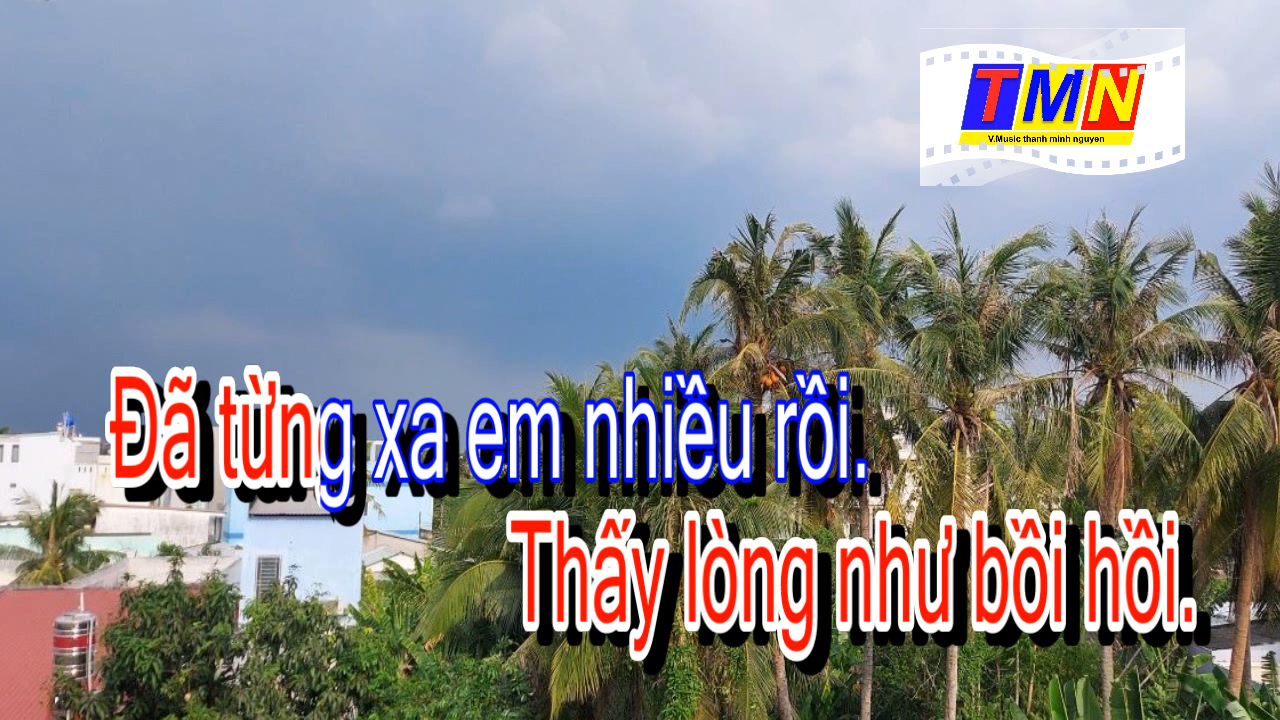 TMN
V.Music thanh minh nguyen
Đã từng xa em nhiều rồi.
Thấy lòng như bồi hồi.